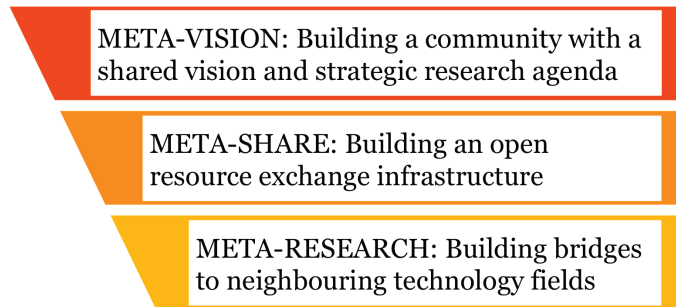 META-VISION: Building a community with a
shared vision and strategic research agenda
META-SHARE: Building an open
resource exchange infrastructure
META-RESEARCH: Building bridges
to neighbouring technology fields